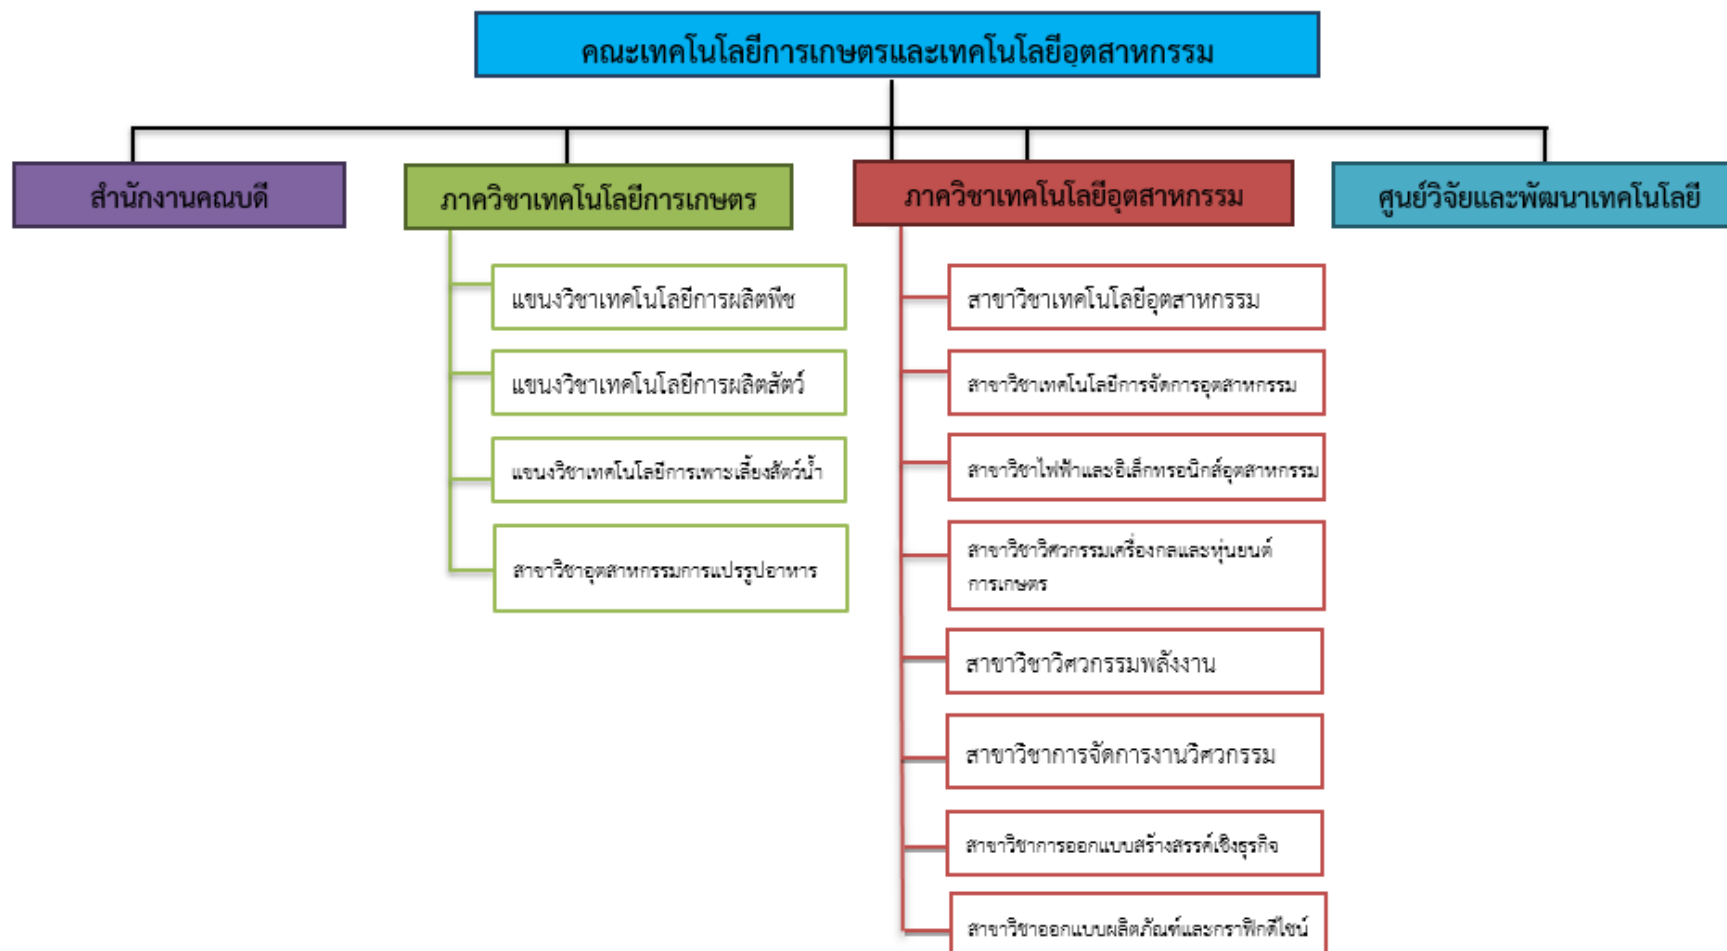 คณะเทคโนโลยีการเกษตรและเทคโนโลยีอุตสาหกรรม
สำนักงานคณบดี
ภาควิชาเทคโนโลยีการเกษตร
ภาควิชาเทคโนโลยีอุตสาหกรรม
ศูนย์วิจัยและพัฒนาเทคโนโลยี
แขนงวิชาเทคโนโลยีการผลิตพืช
แขนงวิชาเทคโนโลยีการผลิตสัตว์
แขนงวิชาเทคโนโลยีการเพาะเลี้ยงสัตว์น้ำ
สาขาวิชาอุตสาหกรรมการแปรรูปอาหาร
สาขาวิชาเทคโนโลยีอุตสาหกรรม
สาขาวิชาเทคโนโลยีการจัดการอุตสาหกรรม
สาขาวิชาไฟฟ้าและอิเล็กทรอนิกส์อุตสาหกรรม
สาขาวิชาวิศวกรรมเครื่องกลและหุ่นยนต์
การเกษตร
สาขาวิชาวิศวกรรมพลังงาน
สาขาวิชาการจัดการงานวิศวกรรม
สาขาวิชาการออกแบบสร้างสรรค์เชิงธุรกิจ
สาขาวิชาออกแบบผลิตภัณฑ์และกราฟิกดีไซน์